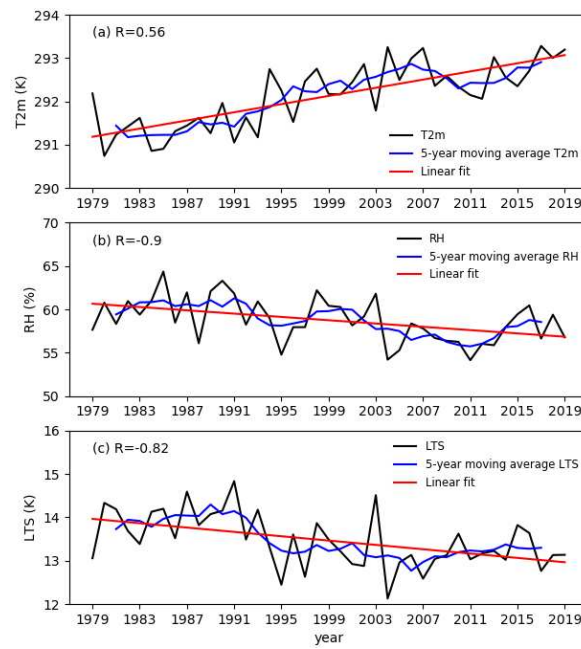 294
(a) R=0.56
293
292
291
290
T2m (K)
T2m
5-year moving average T2m
Linear fit
1979 1983 1987 1991 1995 1999 2003 2007 2011 2015 2019
70
(b) R=-0.9
65
60
55
50
RH (%)
RH
5-year moving average RH
Linear fit
1979 1983 1987 1991 1995 1999 2003 2007 2011 2015 2019
16
(c) R=-0.82
15
14
13
12
LTS (K)
LTS
5-year moving average LTS
Linear fit
1979 1983 1987 1991 1995 1999 2003 2007 2011 2015 2019
year